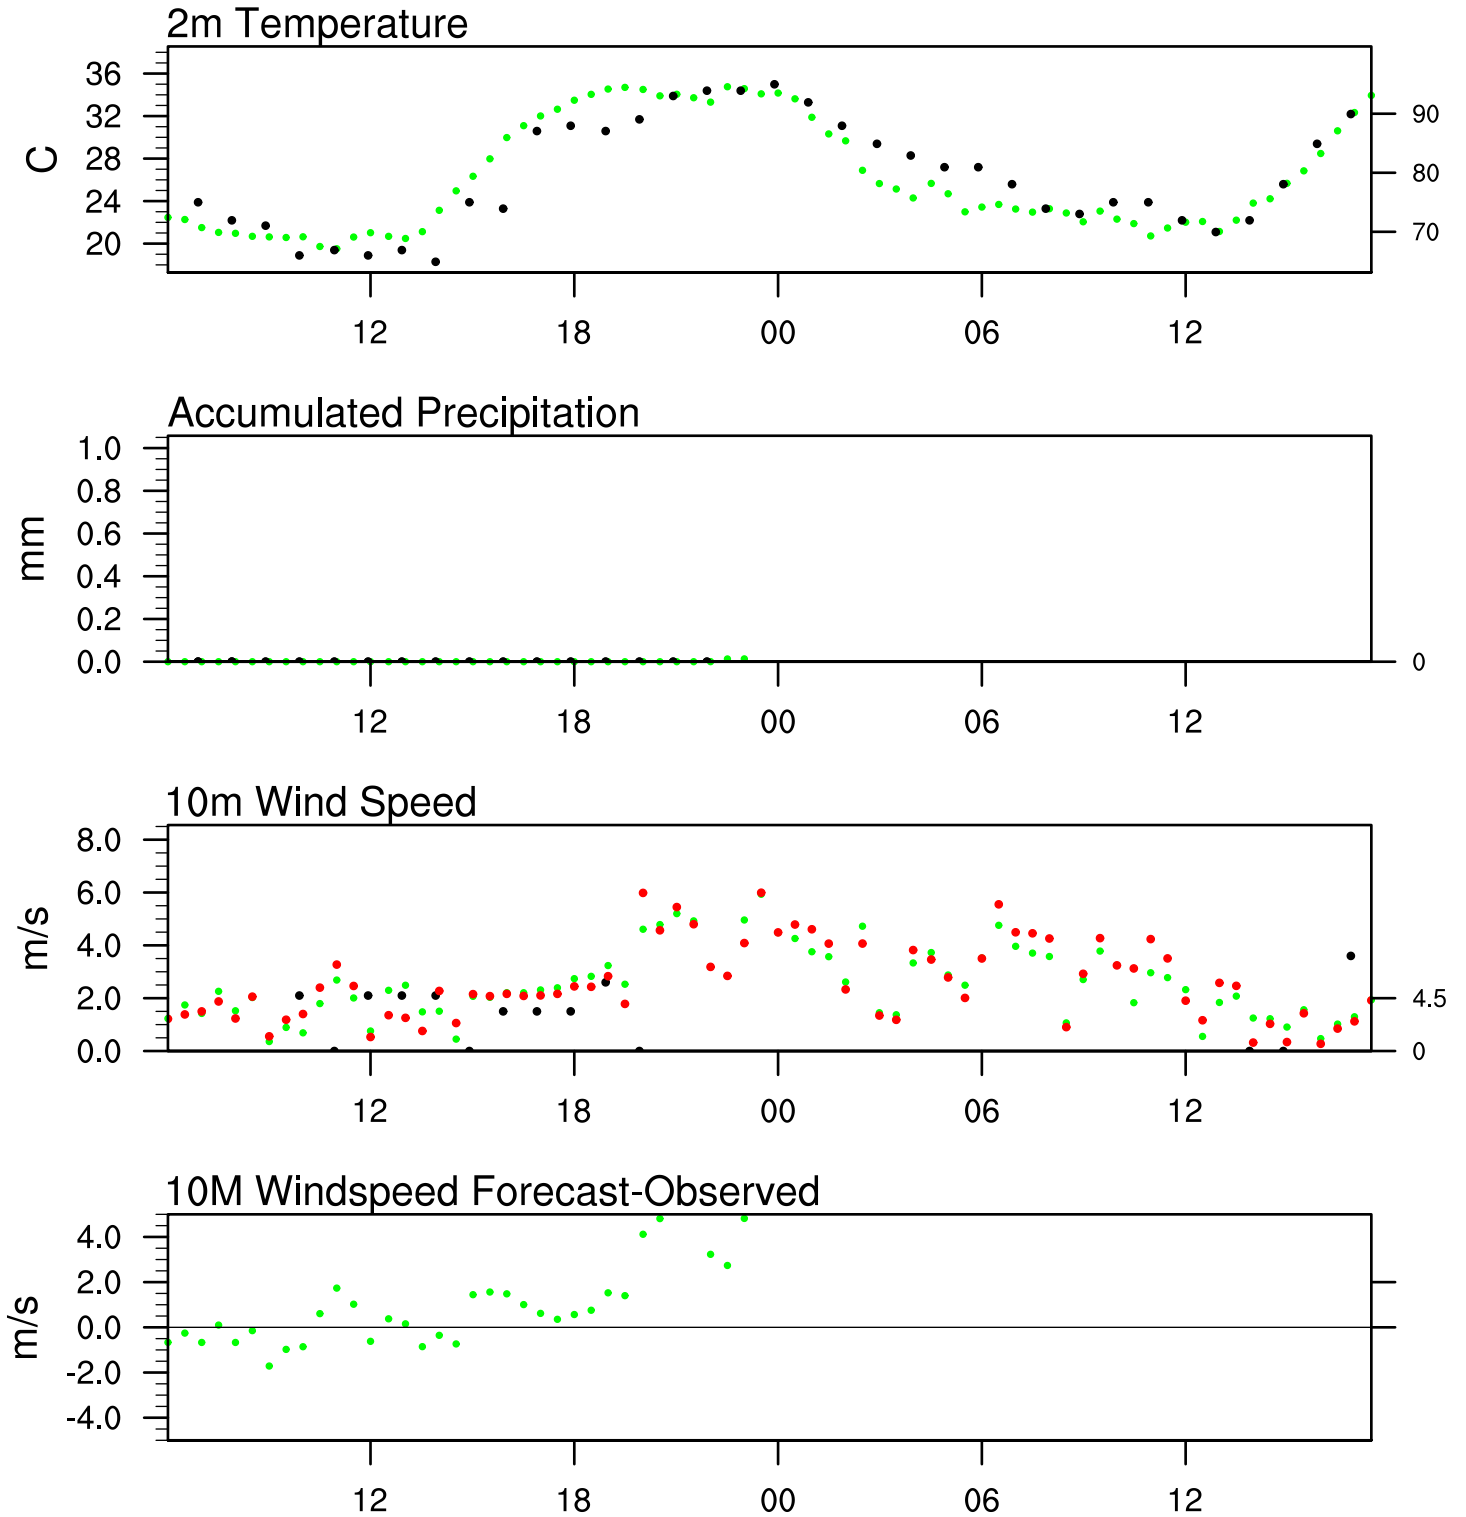 2m Temperature
36
32
28
24
20
C
90
80
70
12 18 00 06 12
Accumulated Precipitation
1.0
0.8
0.6
0.4
0.2
0.0
mm
0
12 18 00 06 12
10m Wind Speed
8.0
6.0
4.0
2.0
0.0
m/s
4.5
0
12 18 00 06 12
10M Windspeed Forecast-Observed
4.0
2.0
0.0
-2.0
-4.0
m/s
12 18 00 06 12